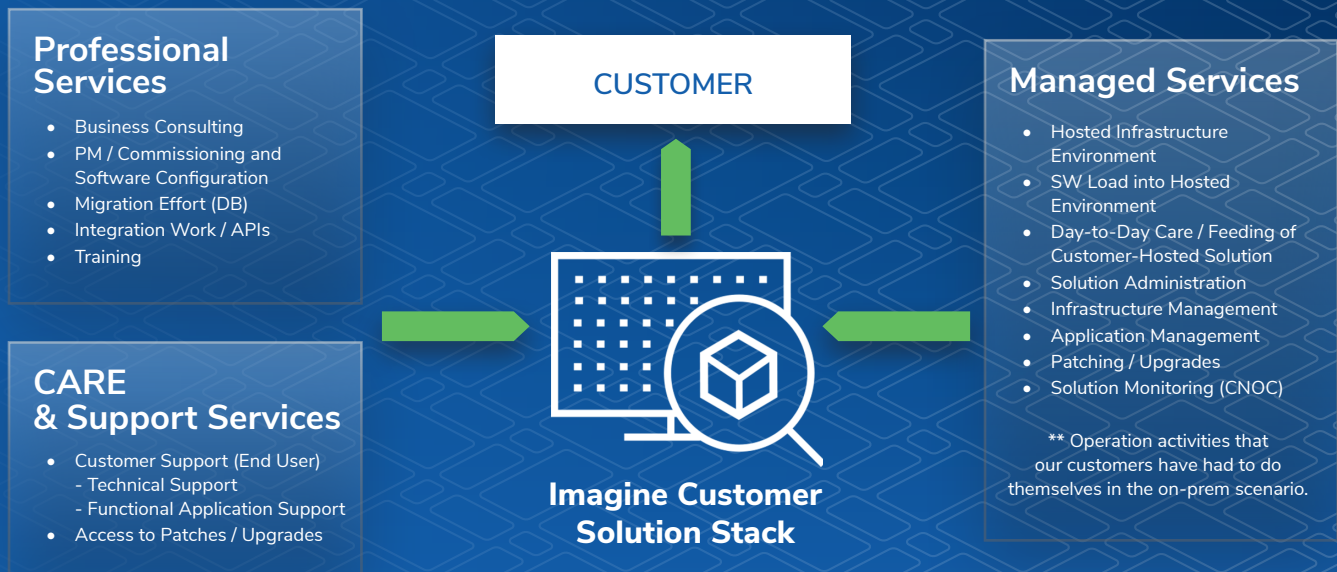 Professional
Services
• Business Consulting
• PM / Commissioning and
Software Configuration
• Migration Effort (DB)
• Integration Work / APIs
• Training
CARE
& Support Services
• Customer Support (End User)
- Technical Support
- Functional Application Support
• Access to Patches / Upgrades
CUSTOMER
Imagine Customer
Solution Stack
Managed Services
• Hosted Infrastructure
Environment
• SW Load into Hosted
Environment
• Day-to-Day Care / Feeding of
Customer-Hosted Solution
• Solution Administration
• Infrastructure Management
• Application Management
• Patching / Upgrades
• Solution Monitoring (CNOC)
** Operation activities that
our customers have had to do
themselves in the on-prem scenario.